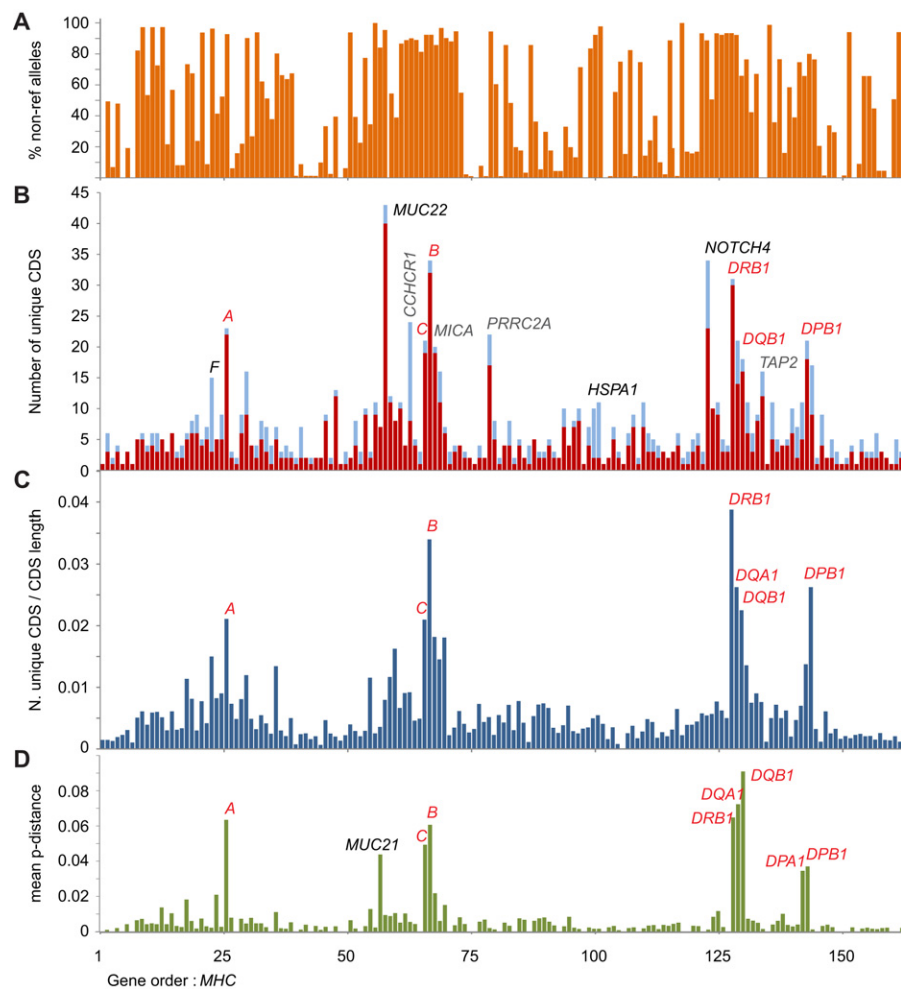 A
% non-ref alleles
100
80
60
40
20
B
Number of unique CDS
45
40
35
30
25
20
15
10
5
0
F
A
MUC22
CCHCR1
C
B
MICA
PRRC2A
HSPA1
NOTCH4
DRB1
DQB1
TAP2
DPB1
C
N. unique CDS / CDS length
0.04
0.03
0.02
0.01
0
A
C
B
DRB1
DQA1
DQB1
DPB1
D
mean p-distance
0.08
0.06
0.04
0.02
0
A
MUC21
C
B
DQB1
DQA1
DRB1
DPA1
DPB1
1
25
50
75
100
125
150
Gene order : MHC